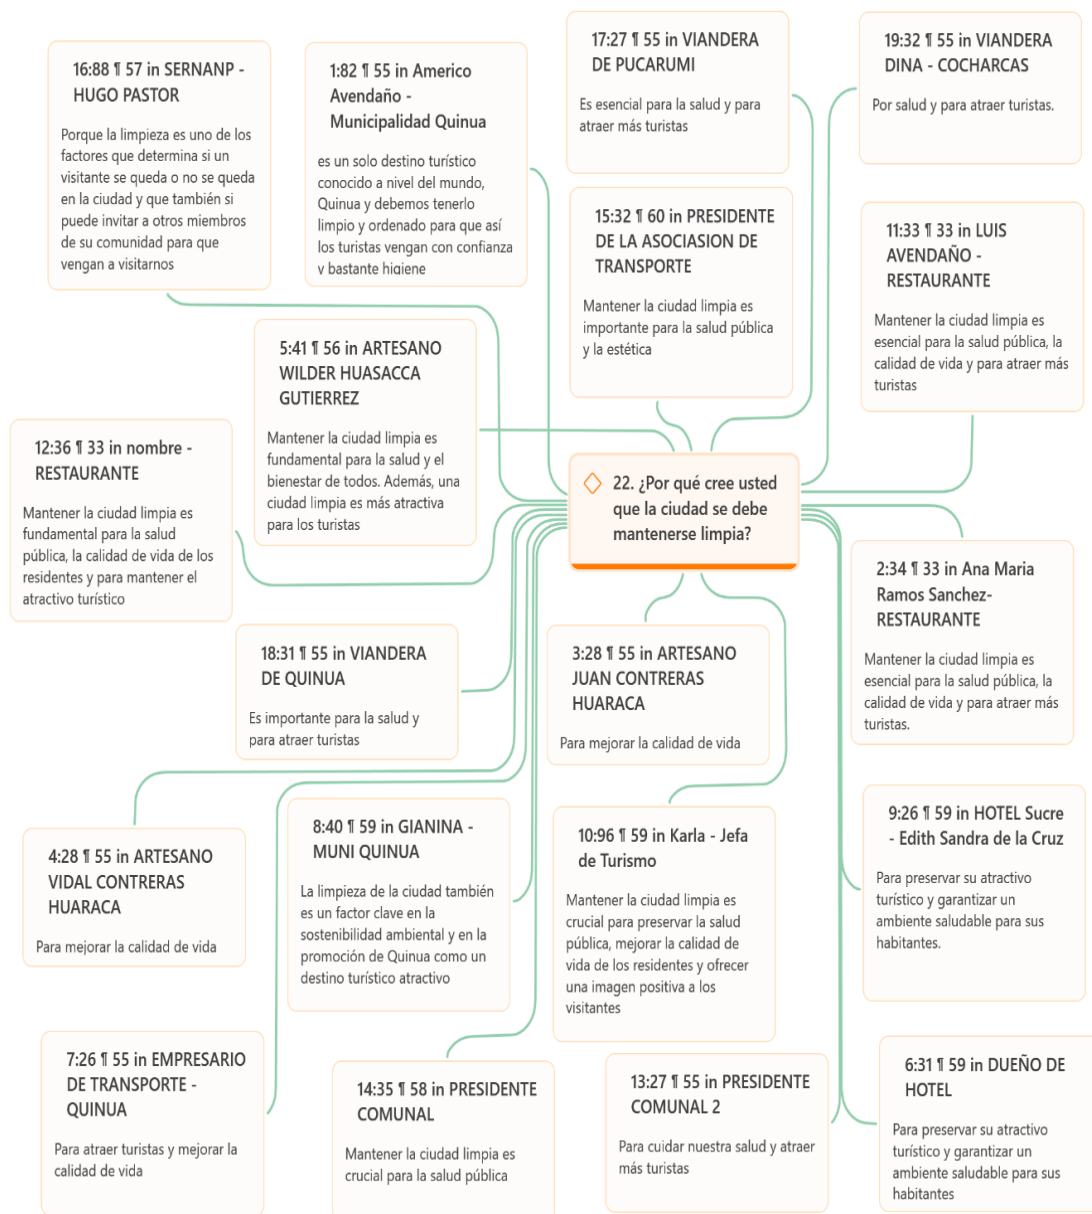 16:88 ¶ 57 in SERNANP -
HUGO PASTOR
Porque la limpieza es uno de los
factores que determina si un
visitante se queda o no se queda
en la ciudad y que también si
puede invitar a otros miembros
de su comunidad para que
vengan a visitarnos
1:82 ¶ 55 in Americo
Avendaño -
Municipalidad Quinua
es un solo destino turístico
conocido a nivel del mundo,
Quinua y debemos tenerlo
limpio y ordenado para que así
los turistas vengan con confianza
y bastante higiene
17:27 ¶ 55 in VIANDERA
DE PUCARUMI
Es esencial para la salud y para
atraer más turistas
19:32 ¶ 55 in VIANDERA
DINA - COCHARCAS
Por salud y para atraer turistas.
15:32 ¶ 60 in PRESIDENTE
DE LA ASOCIASION DE
TRANSPORTE
Mantener la ciudad limpia es
importante para la salud pública
y la estética
11:33 ¶ 33 in LUIS
AVENDAÑO -
RESTAURANTE
Mantener la ciudad limpia es
esencial para la salud pública, la
calidad de vida y para atraer más
turistas
5:41 ¶ 56 in ARTESANO
WILDER HUASACCA
GUTIERREZ
Mantener la ciudad limpia es
fundamental para la salud y el
bienestar de todos. Además, una
ciudad limpia es más atractiva
para los turistas
12:36 ¶ 33 in nombre -
RESTAURANTE
Mantener la ciudad limpia es
fundamental para la salud
pública, la calidad de vida de los
residentes y para mantener el
atractivo turístico
22. ¿Por qué cree usted
que la ciudad se debe
mantenerse limpia?
2:34 ¶ 33 in Ana Maria
Ramos Sanchez-
RESTAURANTE
Mantener la ciudad limpia es
esencial para la salud pública, la
calidad de vida y para atraer más
turistas.
18:31 ¶ 55 in VIANDERA
DE QUINUA
Es importante para la salud y
para atraer turistas
3:28 ¶ 55 in ARTESANO
JUAN CONTRERAS
HUARACA
Para mejorar la calidad de vida
4:28 ¶ 55 in ARTESANO
VIDAL CONTRERAS
HUARACA
Para mejorar la calidad de vida
8:40 ¶ 59 in GIANINA -
MUNI QUINUA
La limpieza de la ciudad también
es un factor clave en la
sostenibilidad ambiental y en la
promoción de Quinua como un
destino turístico atractivo
10:96 ¶ 59 in Karla - Jefa
de Turismo
Mantener la ciudad limpia es
crucial para preservar la salud
pública, mejorar la calidad de
vida de los residentes y ofrecer
una imagen positiva a los
visitantes
9:26 ¶ 59 in HOTEL Sucre
- Edith Sandra de la Cruz
Para preservar su atractivo
turístico y garantizar un
ambiente saludable para sus
habitantes.
7:26 ¶ 55 in EMPRESARIO
DE TRANSPORTE -
QUINUA
Para atraer turistas y mejorar la
calidad de vida
14:35 ¶ 58 in PRESIDENTE
COMUNAL
Mantener la ciudad limpia es
crucial para la salud pública
13:27 ¶ 55 in PRESIDENTE
COMUNAL 2
Para cuidar nuestra salud y atraer
más turistas
6:31 ¶ 59 in DUEÑO DE
HOTEL
Para preservar su atractivo
turístico y garantizar un
ambiente saludable para sus
habitantes